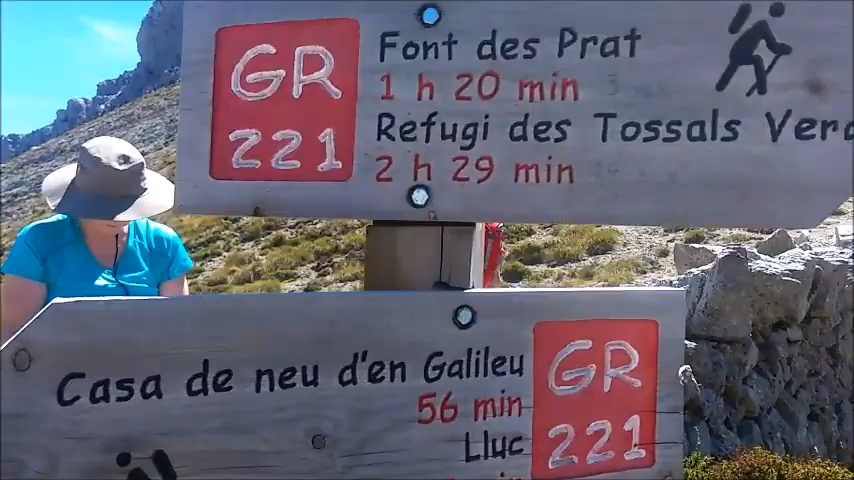 GR
221
Font des Prat
1 h 20 min
Refugi des Tossals Verd
2 h 29 min
Casa de neu d'en Galileu
56 min
Lluc
GR
221